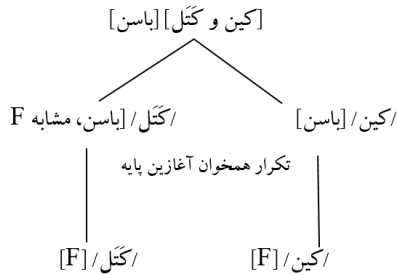 [کین و کَتَل][باسن]
/کین/[باسن] /کَتَل/[باسن، مشابه F
تکرار همخوان آغازین پایه
/کین/[F] /کَتَل/[F]